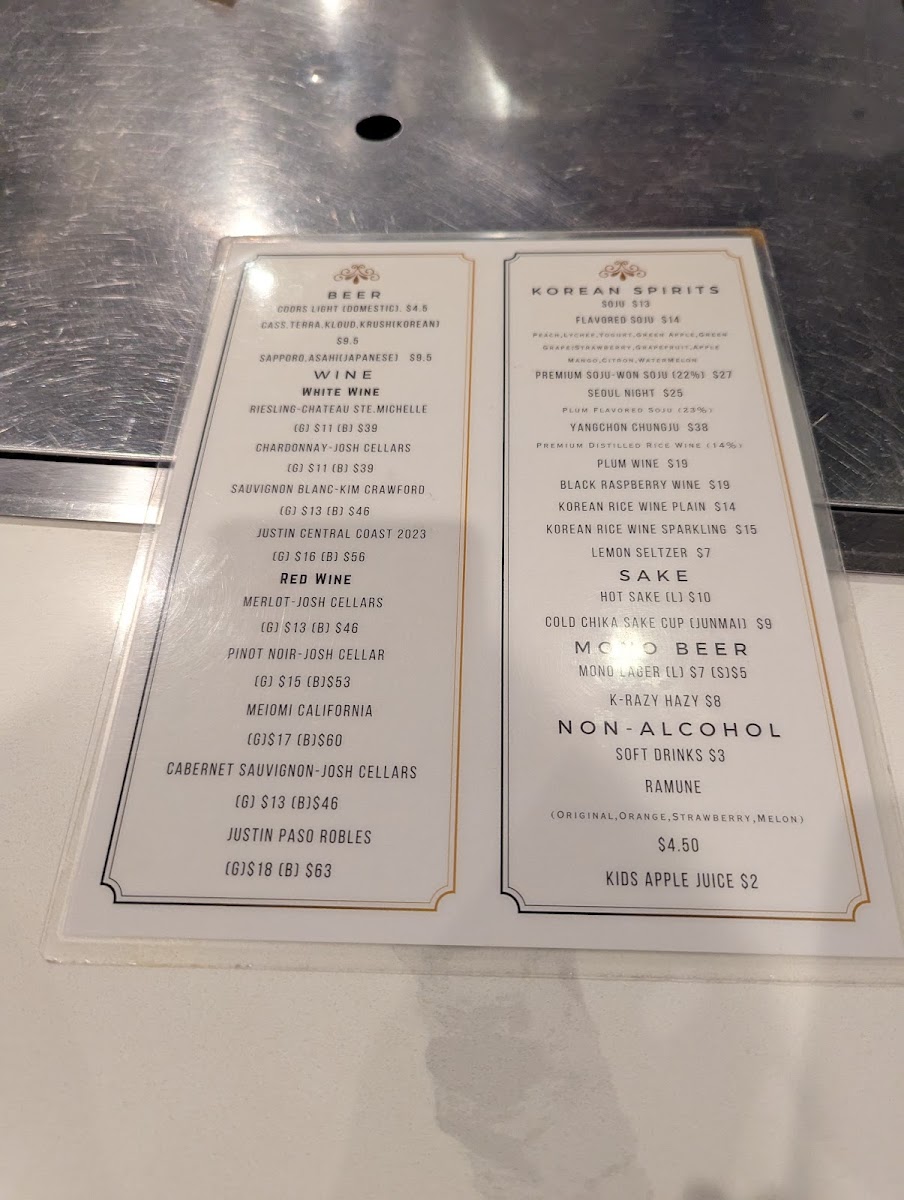 BEER
COORS LIGHT (DOMESTIC). $4.5
CASS,TERRA,KLOUD,KRUSH(KOREAN)
$9.5
SAPPORO,ASAHI(JAPANESE) $9.5
WINE
WHITE WINE
RIESLING-CHATEAU STE.MICHELLE
(G) $11 (B) $39
CHARDONNAY-JOSH CELLARS
(G) $11 (B) $39
SAUVIGNON BLANC-KIM CRAWFORD
(G) $13 (B) $46
JUSTIN CENTRAL COAST 2023
(G) $16 (B) $56
RED WINE
MERLOT-JOSH CELLARS
(G) $13 (B) $46
PINOT NOIR-JOSH CELLAR
(G) $15 (B)$53
MEIOMI CALIFORNIA
(G)$17 (B)$60
CABERNET SAUVIGNON-JOSH CELLARS
(G) $13 (B)$46
JUSTIN PASO ROBLES
(G)$18 (B) $63
KOREAN SPIRITS
SOJU $13
FLAVORED SOJU $14
PEACH,LYCHEE,YOGURT,GREEN APPLE,GREEN
GRAPE,STRAWBERRY,GRAPEFRUIT,APPLE
MANGO,CITRON,WATERMELON
PREMIUM SOJU-WON SOJU (22%) $27
SEOUL NIGHT $25
PLUM FLAVORED SOJU (23%)
YANGCHON CHUNGJU $38
PREMIUM DISTILLED RICE WINE (14%)
PLUM WINE $19
BLACK RASPBERRY WINE $19
KOREAN RICE WINE PLAIN $14
KOREAN RICE WINE SPARKLING $15
LEMON SELTZER $7
SAKE
HOT SAKE (L) $10
COLD CHIKA SAKE CUP (JUNMAI) $9
MONO BEER
MONO LAGER (L) $7 (S)$5
K-RAZY HAZY $8
NON-ALCOHOL
SOFT DRINKS $3
RAMUNE
(ORIGINAL,ORANGE,STRAWBERRY,MELON)
$4.50
KIDS APPLE JUICE $2